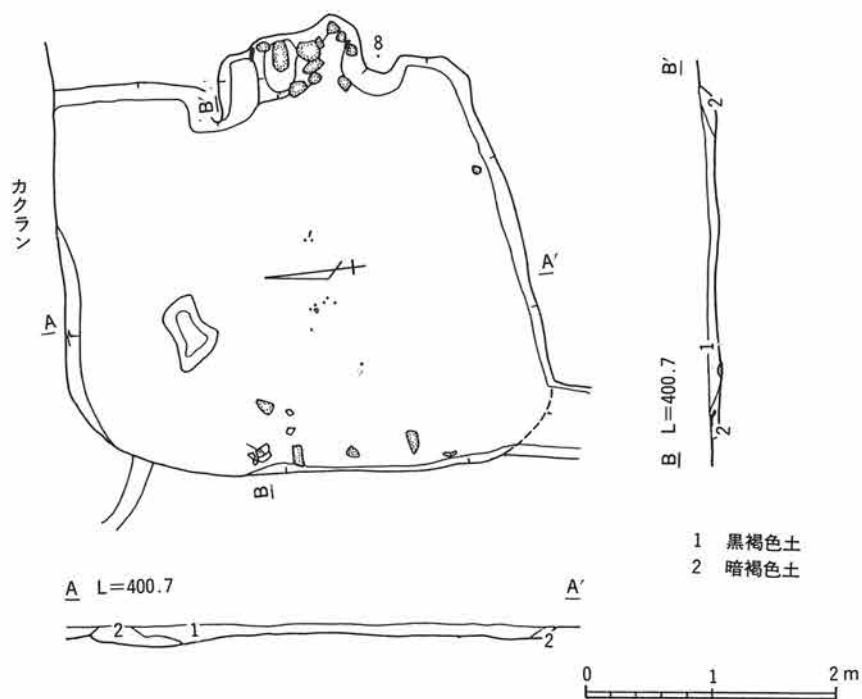 8
B'
カクラン
A
A'
B
B'
2
1
2
B L=400.7
1 黒褐色土
2 暗褐色土
A L=400.7 A'
2 1 2
0 1 2 m